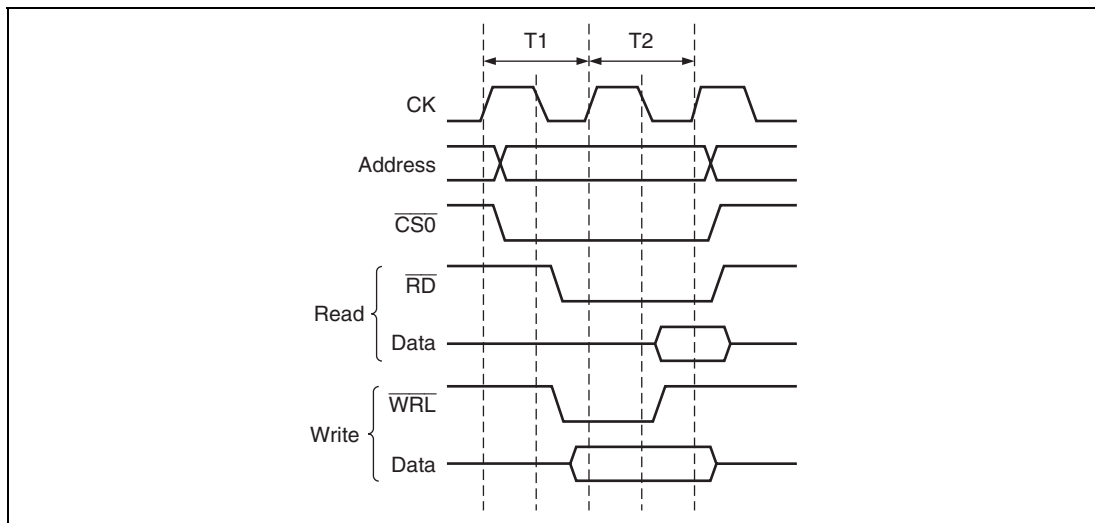 T1 T2
CK
Address
CS0
RD
Read
Data
WRL
Write
Data